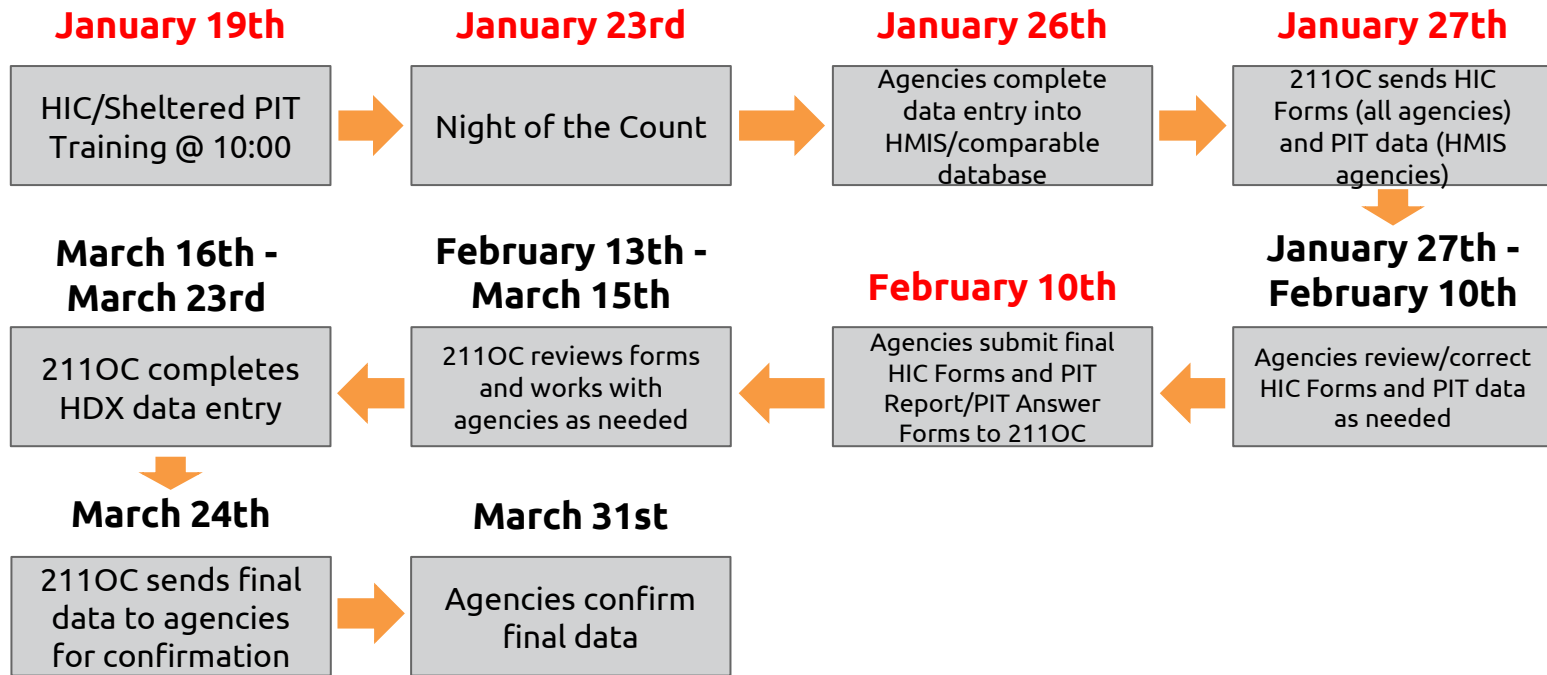 January 19th
HIC/Sheltered PIT
Training @ 10:00
January 23rd
Night of the Count
January 26th
Agencies complete
data entry into
HMIS/comparable
database
January 27th
211OC sends HIC
Forms (all agencies)
and PIT data (HMIS
agencies)
January 27th -
February 10th
Agencies review/correct
HIC Forms and PIT data
as needed
February 10th
Agencies submit final
HIC Forms and PIT
Report/PIT Answer
Forms to 211OC
February 13th -
March 15th
211OC reviews forms
and works with
agencies as needed
March 16th -
March 23rd
211OC completes
HDX data entry
March 24th
211OC sends final
data to agencies
for confirmation
March 31st
Agencies confirm
final data